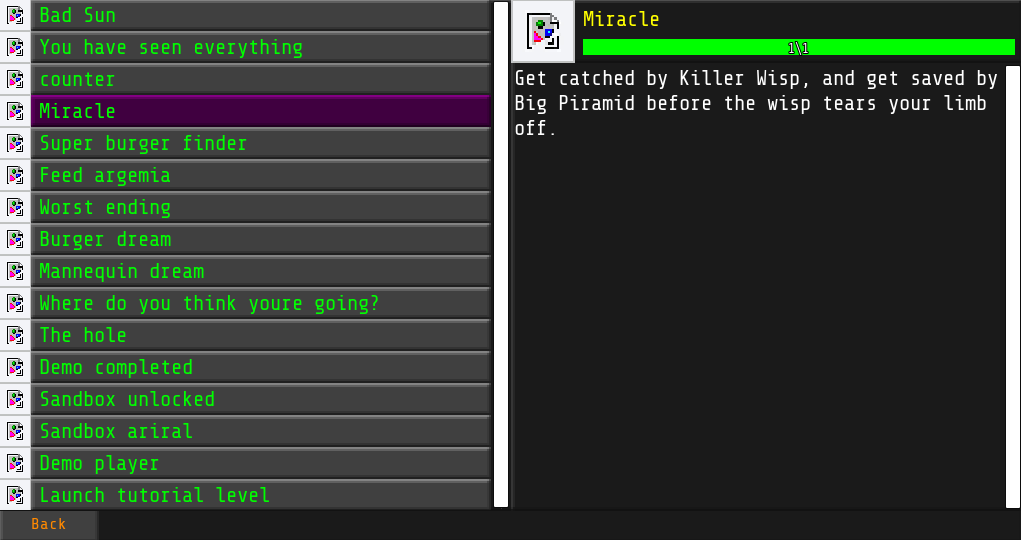 Bad Sun
You have seen everything
counter
Miracle
Super burger finder
Feed argemia
Worst ending
Burger dream
Mannequin dream
Where do you think youre going?
The hole
Demo completed
Sandbox unlocked
Sandbox ariral
Demo player
Launch tutorial level
Back
Miracle
1\1
Get catched by Killer Wisp, and get saved by
Big Piramid before the wisp tears your limb
off.